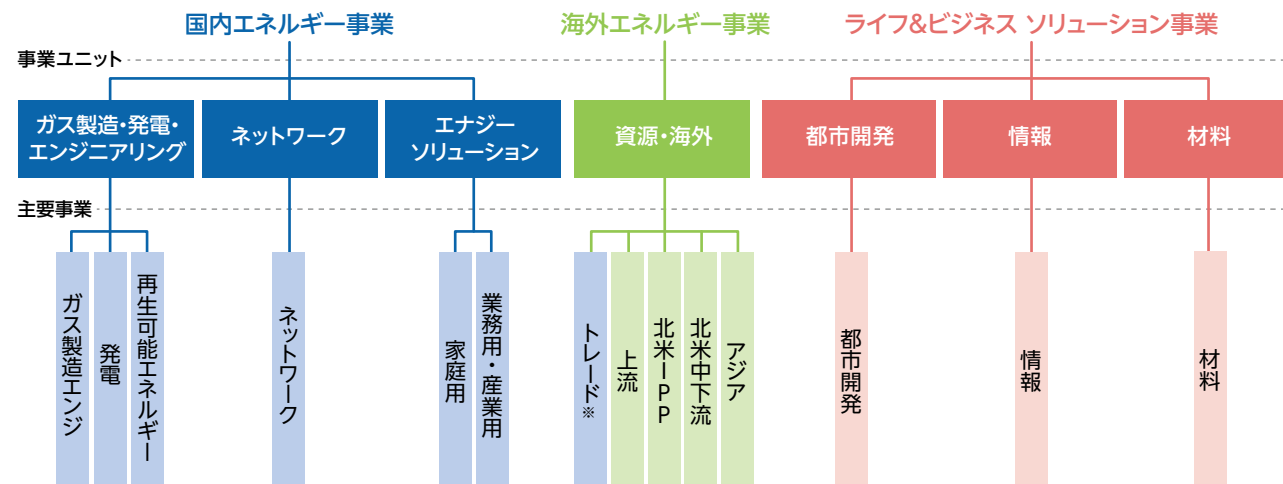 国内エネルギー事業
海外エネルギー事業
ライフ&ビジネス ソリューション事業
事業ユニット
ガス製造・発電・
エンジニアリング
ネットワーク
エナジー
ソリューション
資源・海外
都市開発
情報
材料
主要事業
ガス製造エンジ
発電
再生可能エネルギー
ネットワーク
家庭用
業務用・産業用
トレード※
上流
北米IPP
北米中下流
アジア
都市開発
情報
材料